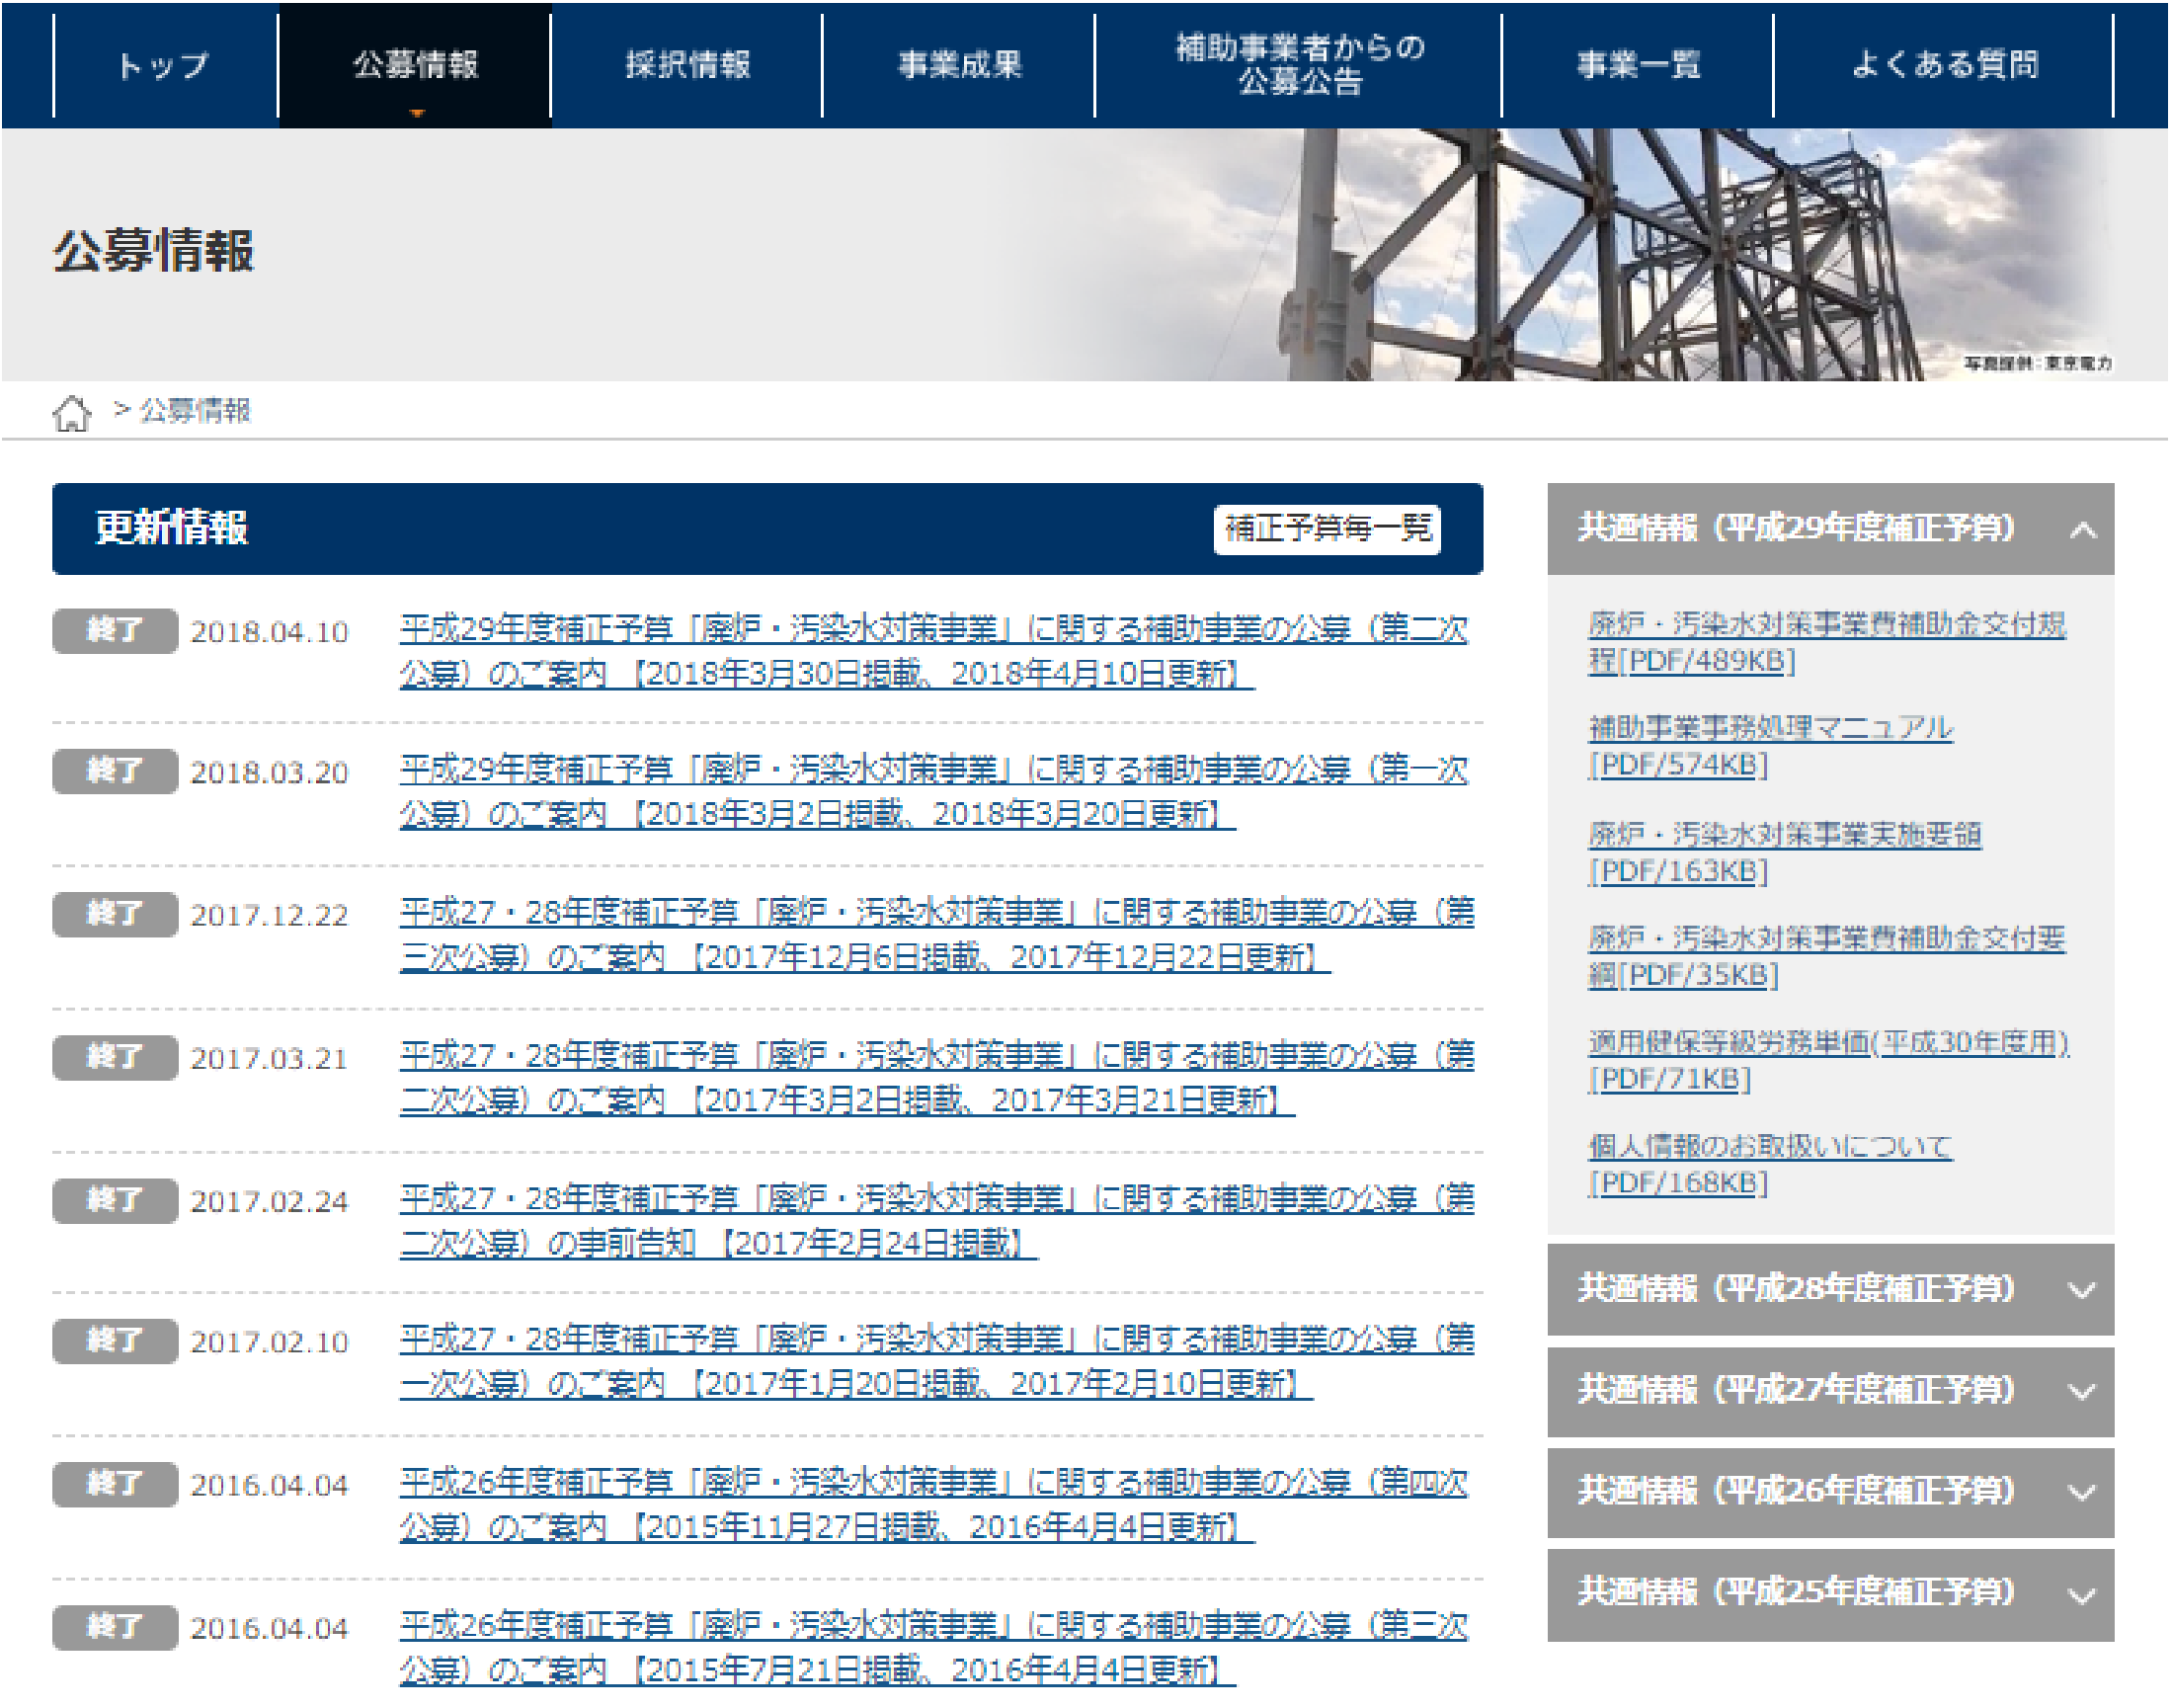 トップ
公募情報
採択情報
事業成果
補助事業者からの
公募公告
事業一覧
よくある質問
公募情報
写真提供：東京電力
> 公募情報
更新情報
補正予算毎一覧
終了 2018.04.10 平成29年度補正予算「廃炉・汚染水対策事業」に関する補助事業の公募（第二次
公募）のご案内 【2018年3月30日掲載、2018年4月10日更新】
終了 2018.03.20 平成29年度補正予算「廃炉・汚染水対策事業」に関する補助事業の公募（第一次
公募）のご案内 【2018年3月2日掲載、2018年3月20日更新】
終了 2017.12.22 平成27・28年度補正予算「廃炉・汚染水対策事業」に関する補助事業の公募（第
三次公募）のご案内 【2017年12月6日掲載、2017年12月22日更新】
終了 2017.03.21 平成27・28年度補正予算「廃炉・汚染水対策事業」に関する補助事業の公募（第
二次公募）のご案内 【2017年3月2日掲載、2017年3月21日更新】
終了 2017.02.24 平成27・28年度補正予算「廃炉・汚染水対策事業」に関する補助事業の公募（第
二次公募）の事前告知 【2017年2月24日掲載】
終了 2017.02.10 平成27・28年度補正予算「廃炉・汚染水対策事業」に関する補助事業の公募（第
一次公募）のご案内 【2017年1月20日掲載、2017年2月10日更新】
終了 2016.04.04 平成26年度補正予算「廃炉・汚染水対策事業」に関する補助事業の公募（第四次
公募）のご案内 【2015年11月27日掲載、2016年4月4日更新】
終了 2016.04.04 平成26年度補正予算「廃炉・汚染水対策事業」に関する補助事業の公募（第三次
公募）のご案内 【2015年7月21日掲載、2016年4月4日更新】
共通情報（平成29年度補正予算）
廃炉・汚染水対策事業費補助金交付規
程[PDF/489KB]
補助事業事務処理マニュアル
[PDF/574KB]
廃炉・汚染水対策事業実施要領
[PDF/163KB]
廃炉・汚染水対策事業費補助金交付要
綱[PDF/35KB]
適用健保等級労務単価(平成30年度用)
[PDF/71KB]
個人情報のお取扱いについて
[PDF/168KB]
共通情報（平成28年度補正予算）
共通情報（平成27年度補正予算）
共通情報（平成26年度補正予算）
共通情報（平成25年度補正予算）